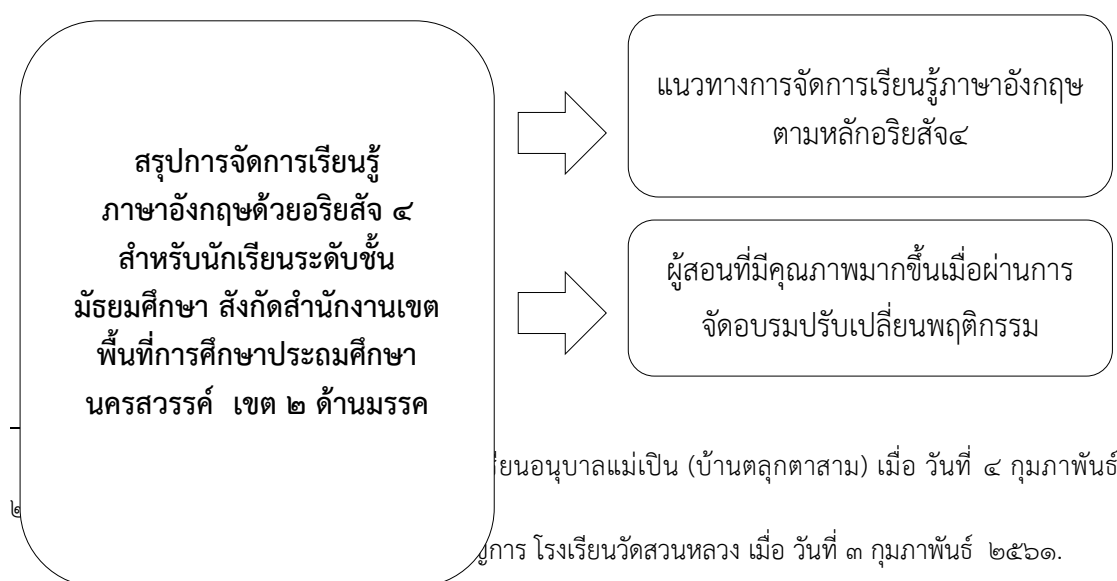 สรุปการจัดการเรียนรู้
ภาษาอังกฤษด้วยอริยสัจ ๔
สำหรับนักเรียนระดับชั้น
มัธยมศึกษา สังกัดสำนักงานเขต
พื้นที่การศึกษาประถมศึกษา
นครสวรรค์ เขต ๒ ด้านมรรค
แนวทางการจัดการเรียนรู้ภาษาอังกฤษ
ตามหลักอริยสัจ๔
ผู้สอนที่มีคุณภาพมากขึ้นเมื่อผ่านการ
จัดอบรมปรับเปลี่ยนพฤติกรรม
อนุบาลแม่เปิน (บ้านตลุกตาสาม) เมื่อ วันที่ ๔ กุมภาพันธ์
โรงเรียนวัดสวนหลวง เมื่อ วันที่ ๓ กุมภาพันธ์ ๒๕๖๑.